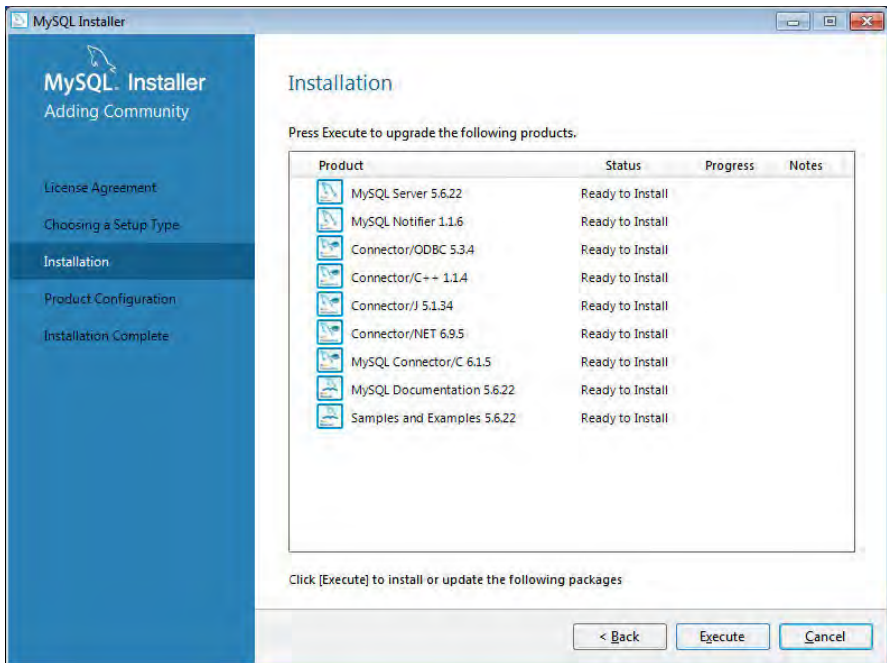 MySQL Installer
MySQL. Installer
Adding Community
License Agreement
Choosing a Setup Type
Installation
Product Configuration
Installation Complete
Installation
Press Execute to upgrade the following products.
Product Status Progress Notes
MySQL Server 5.6.22 Ready to Install
MySQL Notifier 1.1.6 Ready to Install
Connector/ODBC 5.3.4 Ready to Install
Connector/C++ 1.1.4 Ready to Install
Connector/J 5.1.34 Ready to Install
Connector/NET 6.9.5 Ready to Install
MySQL Connector/C 6.1.5 Ready to Install
MySQL Documentation 5.6.22 Ready to Install
Samples and Examples 5.6.22 Ready to Install
Click [Execute] to install or update the following packages
< Back Execute Cancel